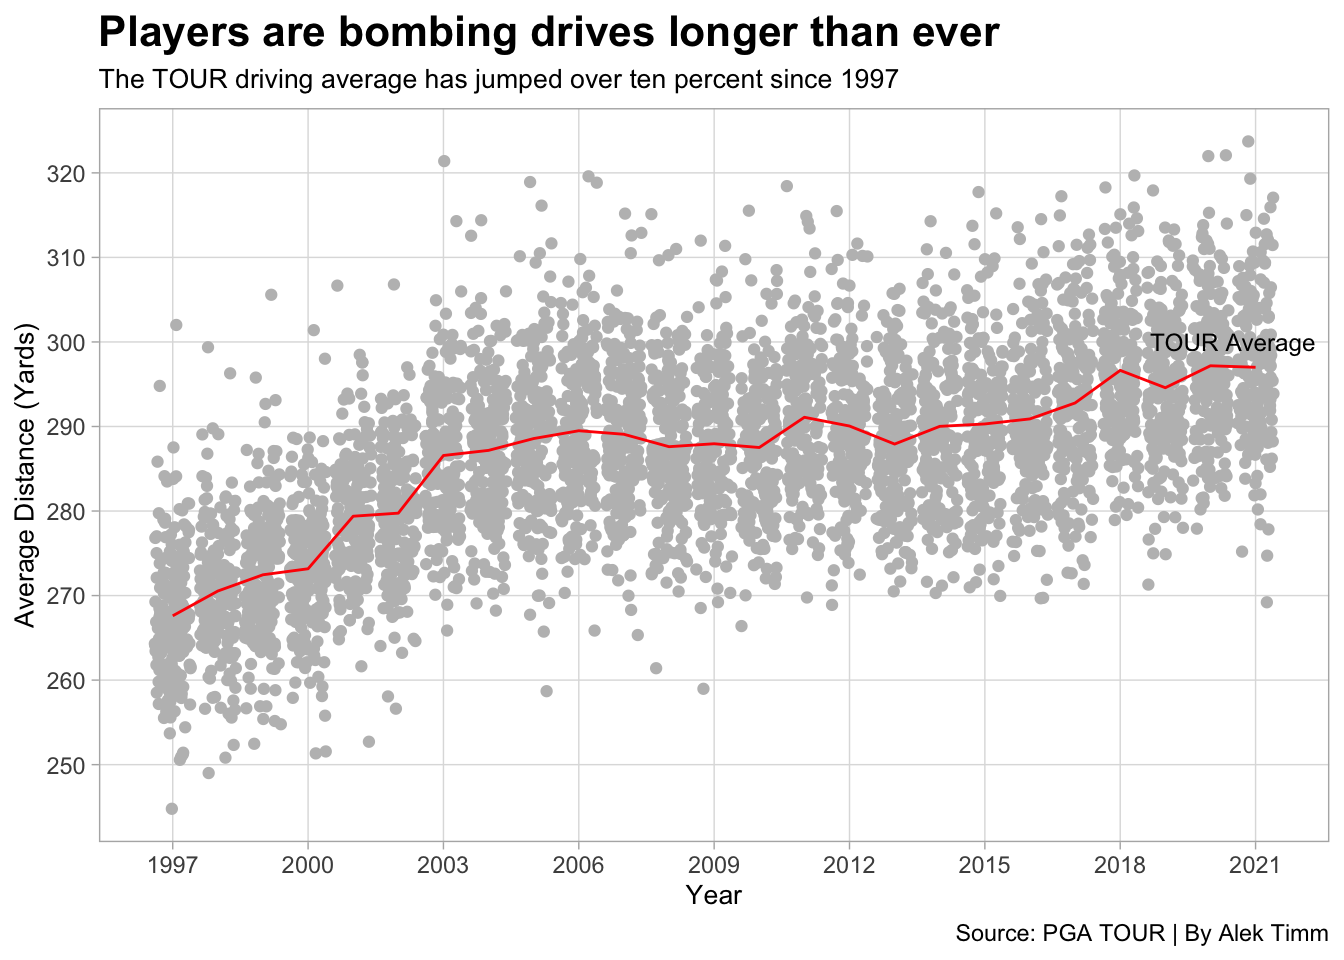 Players are bombing drives longer than ever
The TOUR driving average has jumped over ten percent since 1997
320
310
300
290
280
270
260
250
Average Distance (Yards)
TOUR Average
1997 2000 2003 2006 2009 2012 2015 2018 2021
Year
Source: PGA TOUR | By Alek Timm